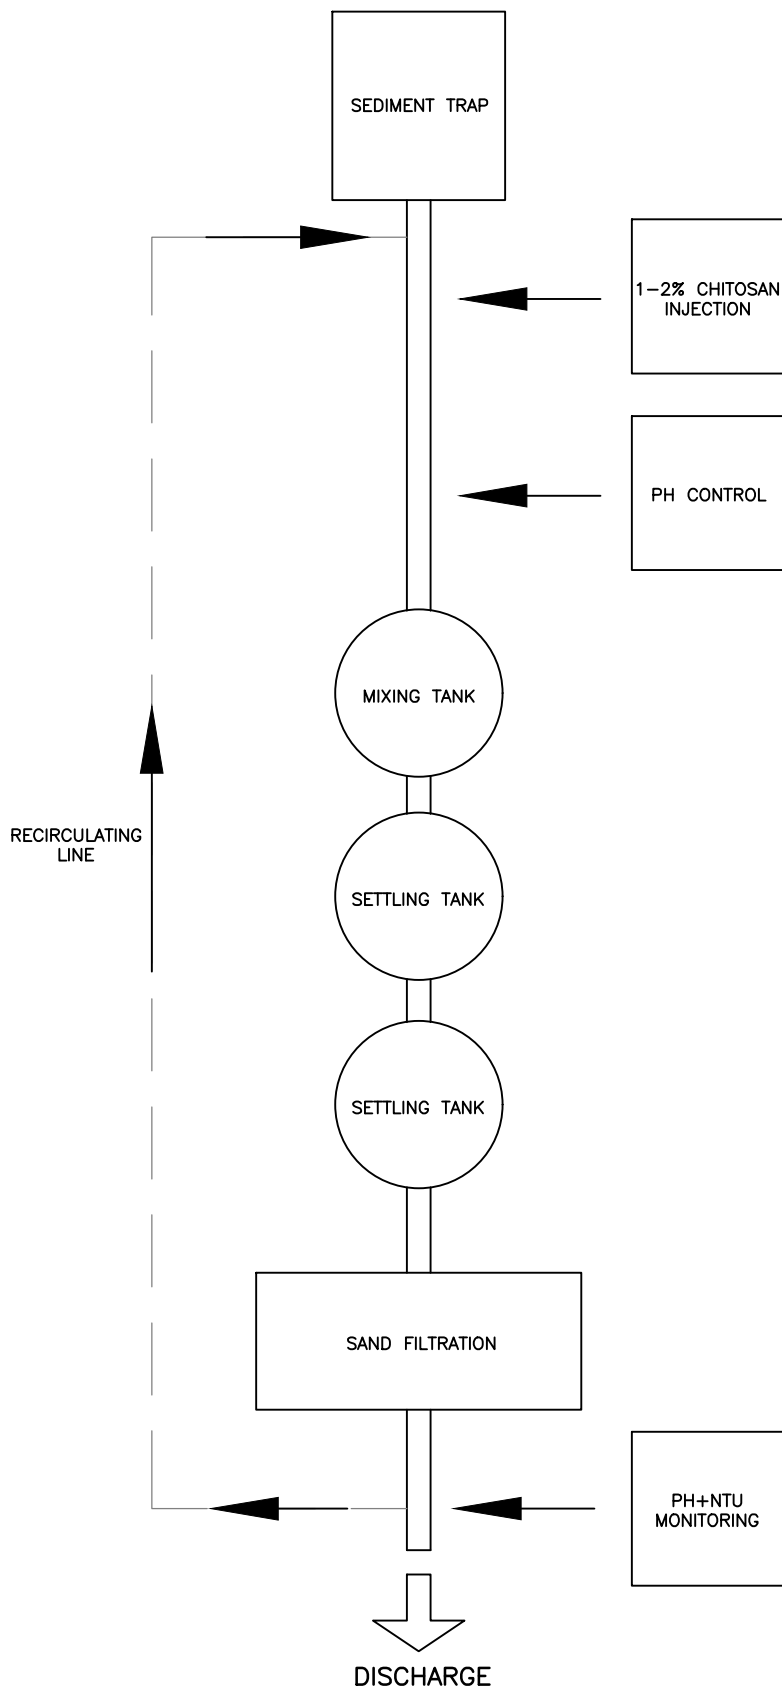 SEDIMENT TRAP
1-2% CHITOSAN
INJECTION
PH CONTROL
MIXING TANK
RECIRCULATING
LINE
SETTLING TANK
SETTLING TANK
SAND FILTRATION
PH+NTU
MONITORING
DISCHARGE